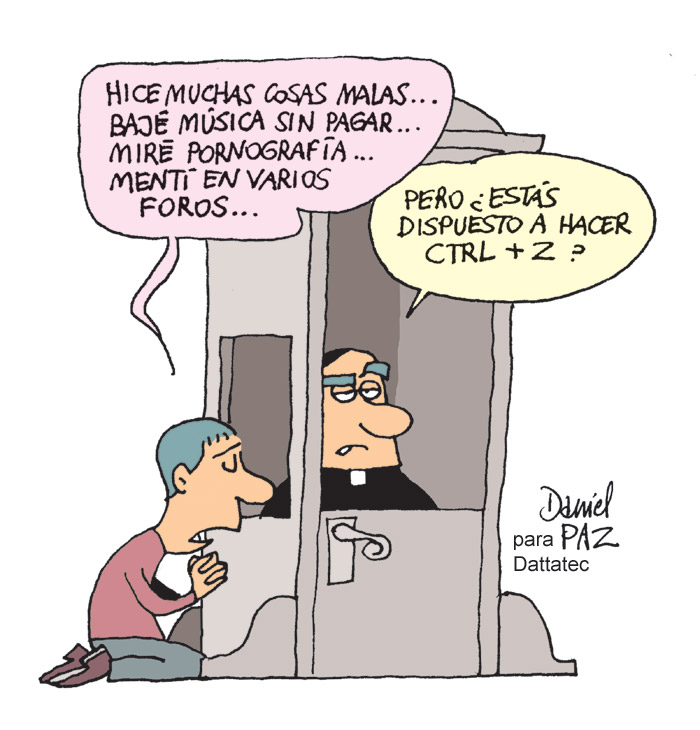 HICE MUCHAS COSAS MALAS...
BAJÉ MÚSICA SIN PAGAR...
MIRÉ PORNOGRAFÍA...
MENTÍ EN VARIOS
FOROS...
PERO ¿ESTÁS
DISPUESTO A HACER
CTRL + Z ?
Daniel
PAZ
para
Dattatec